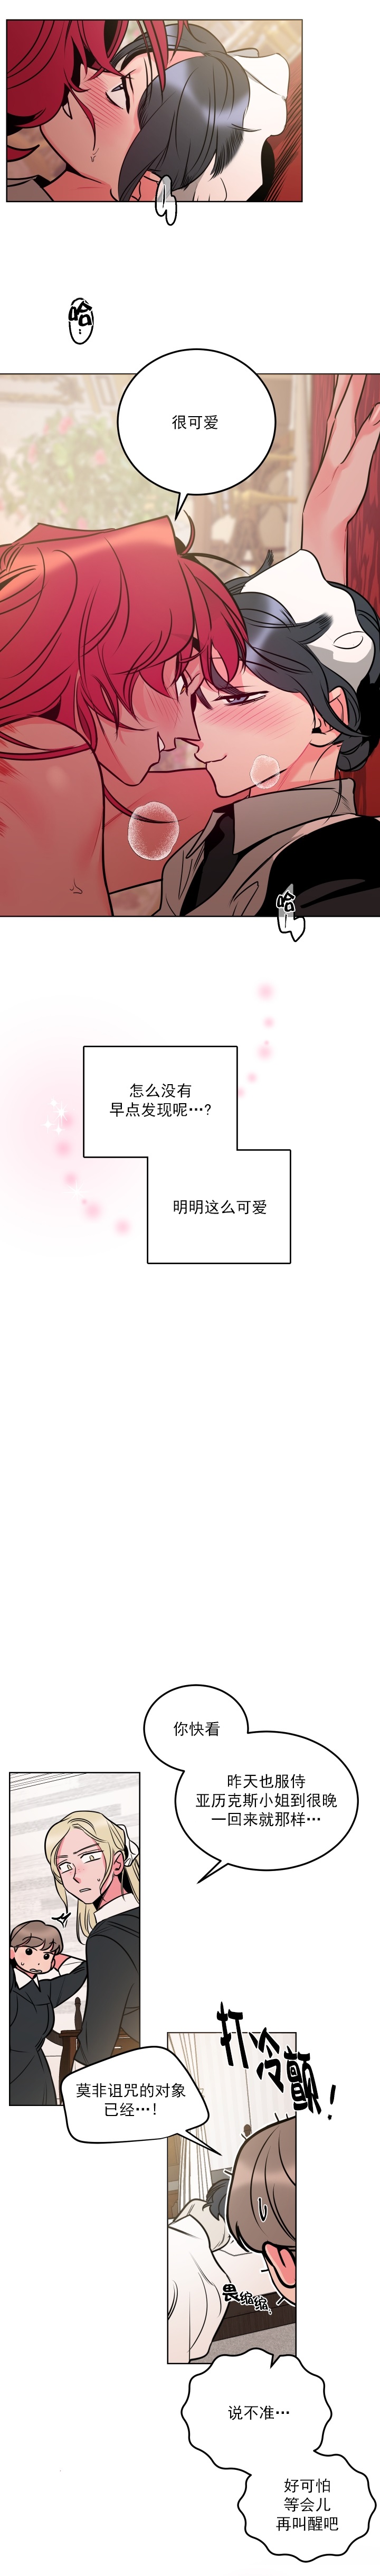 哈…
很可爱
哈
怎么没有
早点发现呢…?
明明这么可爱
你快看
昨天也服侍
亚历克斯小姐到很晚
一回来就那样…
打冷颤!
莫非诅咒的对象
已经…!
畏缩缩!
说不准…
好可怕
等会儿
再叫醒吧